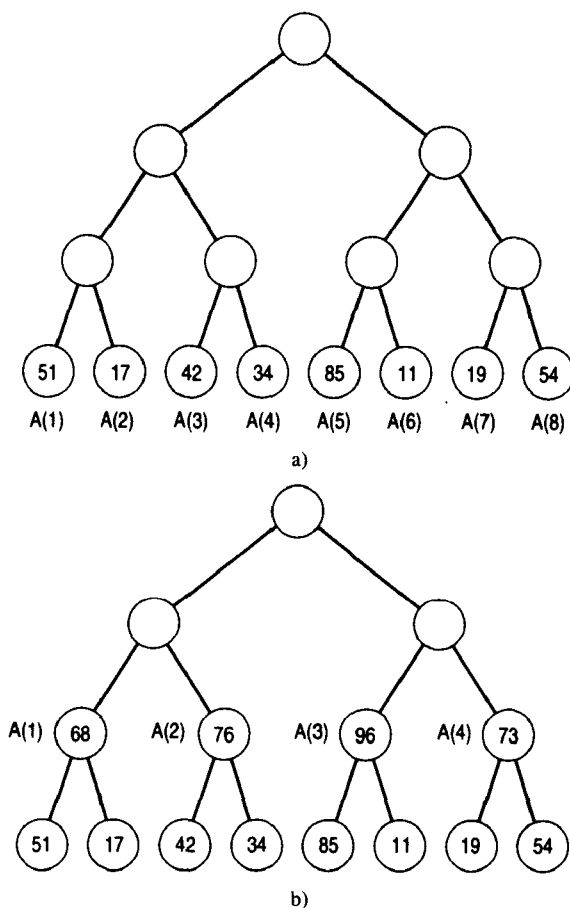 51 17 42 34 85 11 19 54
A(1) A(2) A(3) A(4) A(5) A(6) A(7) A(8)
a)
A(1) 68 A(2) 76 A(3) 96 A(4) 73
51 17 42 34 85 11 19 54
b)